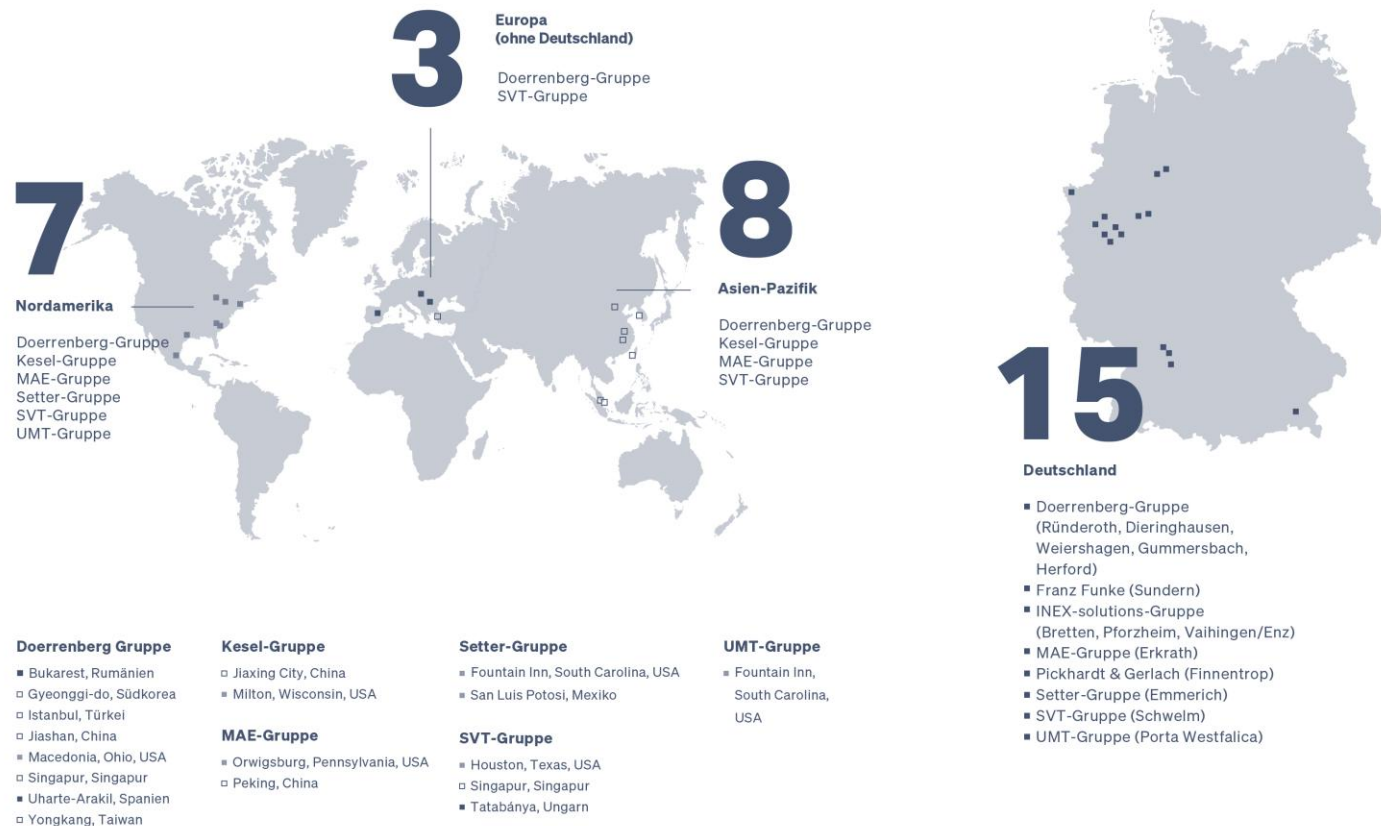 3
Europa
(ohne Deutschland)
Doerrenberg-Gruppe
SVT-Gruppe
7
Nordamerika
Doerrenberg-Gruppe
Kesel-Gruppe
MAE-Gruppe
Setter-Gruppe
SVT-Gruppe
UMT-Gruppe
8
Asien-Pazifik
Doerrenberg-Gruppe
Kesel-Gruppe
MAE-Gruppe
SVT-Gruppe
15
Deutschland
Doerrenberg-Gruppe
(Ründeroth, Dieringhausen,
Weiershagen, Gummersbach,
Herford)
Franz Funke (Sundern)
INEX-solutions-Gruppe
(Bretten, Pforzheim, Vaihingen/Enz)
MAE-Gruppe (Erkrath)
Pickhardt & Gerlach (Finnentrop)
Setter-Gruppe (Emmerich)
SVT-Gruppe (Schwelm)
UMT-Gruppe (Porta Westfalica)
Doerrenberg Gruppe
Bukarest, Rumänien
Gyeonggi-do, Südkorea
Istanbul, Türkei
Jiashan, China
Macedonia, Ohio, USA
Singapur, Singapur
Uharte-Arakil, Spanien
Yongkang, Taiwan
Kesel-Gruppe
Jiaxing City, China
Milton, Wisconsin, USA
MAE-Gruppe
Orwigsburg, Pennsylvania, USA
Peking, China
Setter-Gruppe
Fountain Inn, South Carolina, USA
San Luis Potosi, Mexiko
SVT-Gruppe
Houston, Texas, USA
Singapur, Singapur
Tatabánya, Ungarn
UMT-Gruppe
Fountain Inn,
South Carolina,
USA